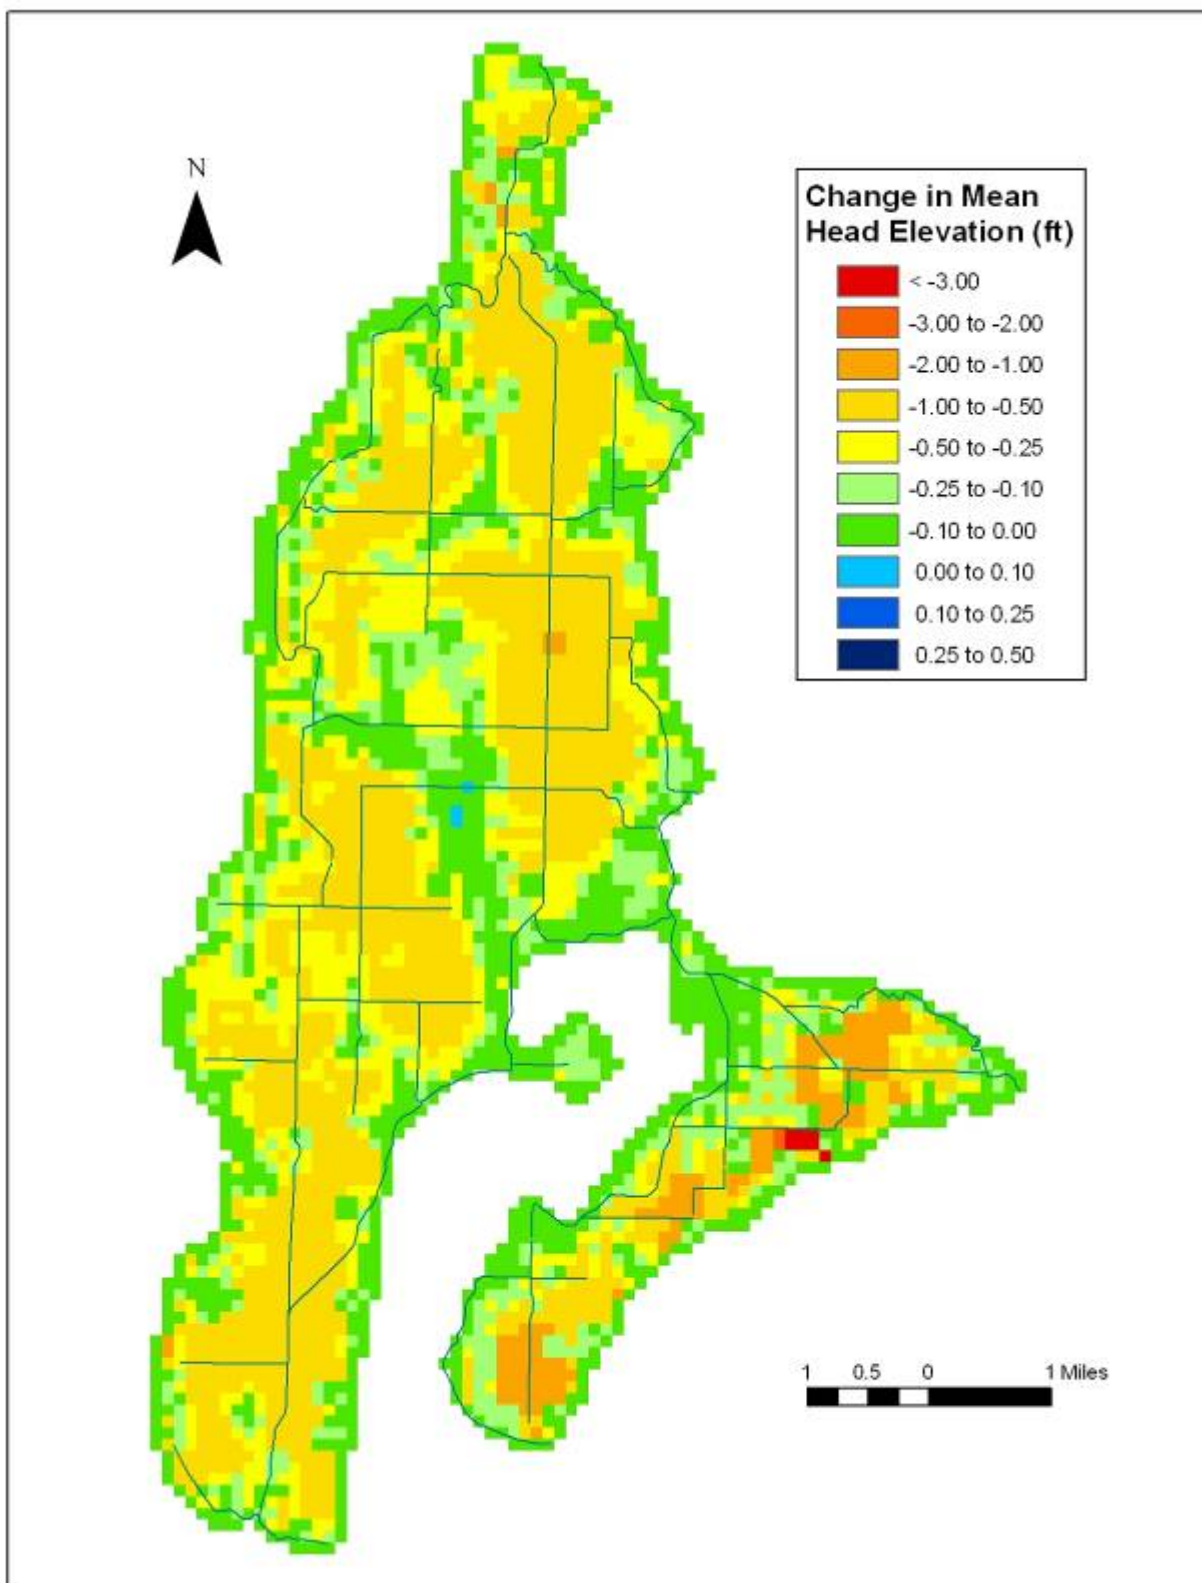 N
Change in Mean
Head Elevation (ft)
< -3.00
-3.00 to -2.00
-2.00 to -1.00
-1.00 to -0.50
-0.50 to -0.25
-0.25 to -0.10
-0.10 to 0.00
0.00 to 0.10
0.10 to 0.25
0.25 to 0.50
1 0.5 0 1 Miles